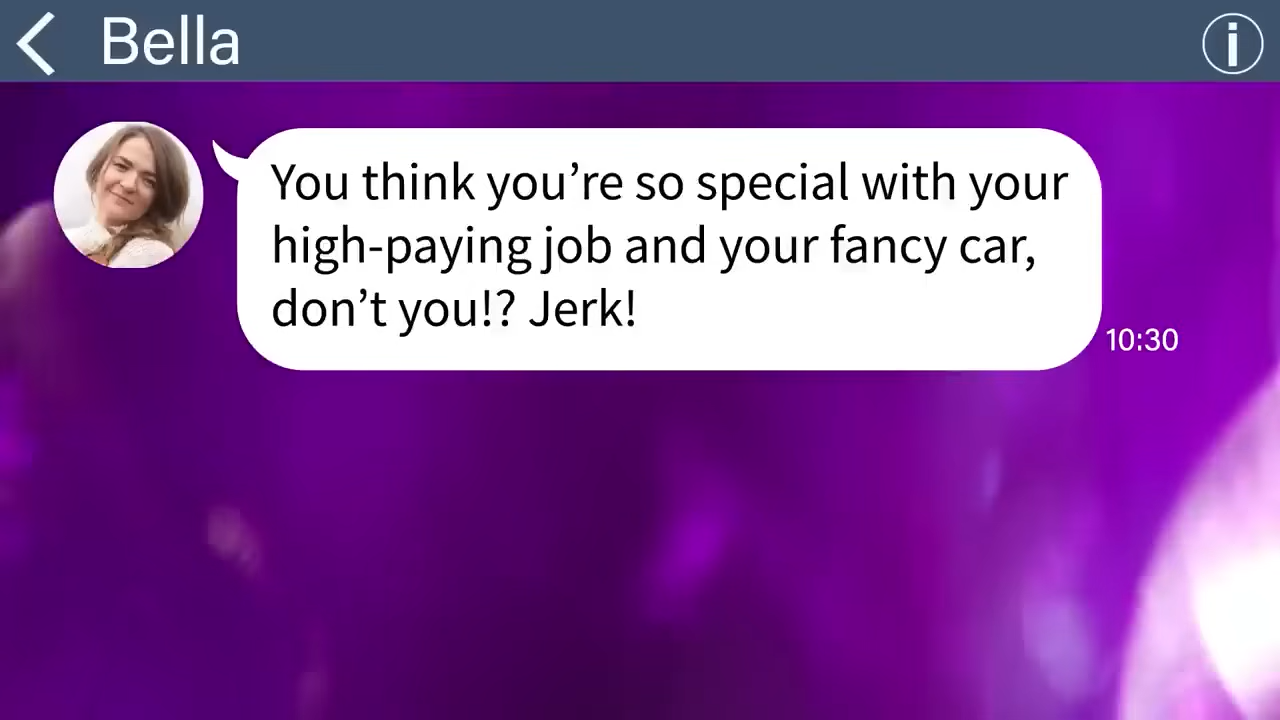 Bella
You think you’re so special with your
high-paying job and your fancy car,
don’t you!? Jerk!
10:30